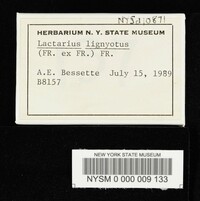 HERBARIUM N. Y. STATE MUSEUM
Lactarius lignyotus
(FR. ex FR.) FR.
A.E. Bessette July 15, 1989
B8157
NEW YORK STATE MUSEUM
NYSM 0 000 009 133